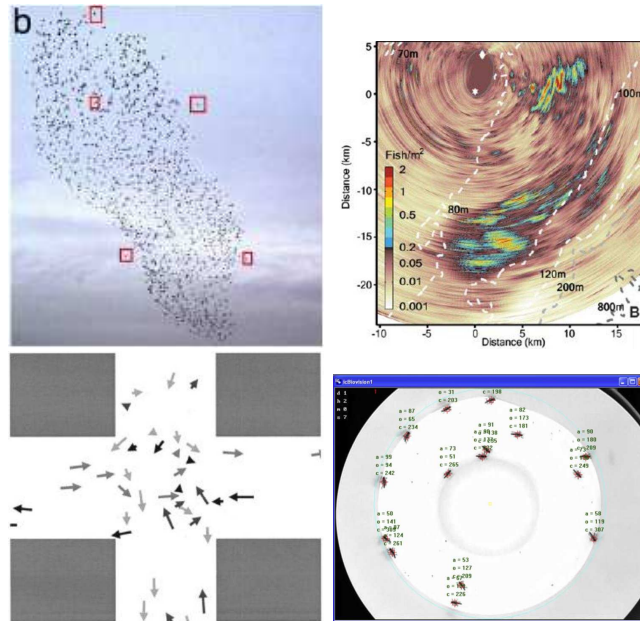 b
5
0
-5
-10
-15
-20
Distance (km)
70m
100m
Fish/m²
2
1
0.5
0.2
0.05
0.01
0.001
80m
120m
200m
800m
B
-10
-5
0
5
10
15
Distance (km)
a = 31
c = 203
c = 198
a = 87
o = 65
c = 234
a = 82
o = 173
c = 181
a = 91
a = 73
o = 51
c = 265
a = 90
o = 180
c = 209
c = 249
a = 99
o = 94
c = 242
a = 50
o = 141
o = 124
c = 261
a = 50
o = 119
c = 307
a = 53
o = 127
c = 209
c = 226